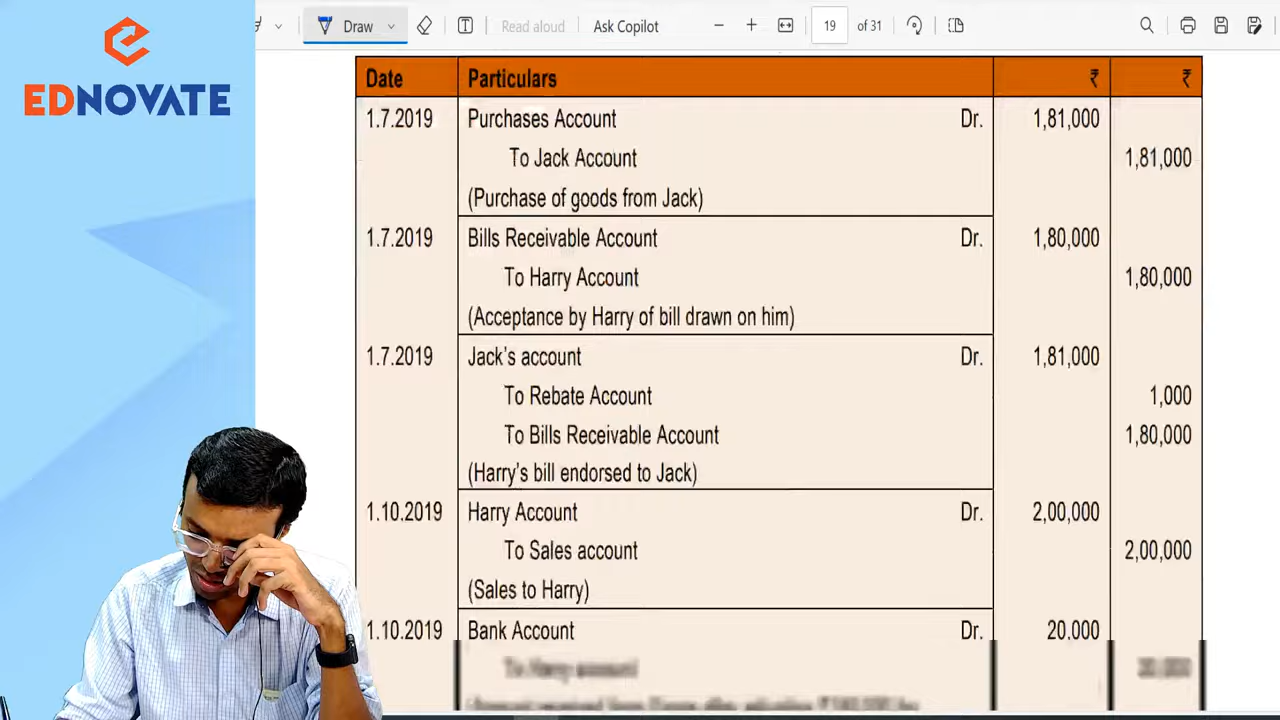 Draw
Read aloud
Ask Copilot
19 of 31
EDNOVATE
Date Particulars ₹ ₹
1.7.2019 Purchases Account Dr. 1,81,000
To Jack Account 1,81,000
(Purchase of goods from Jack)
1.7.2019 Bills Receivable Account Dr. 1,80,000
To Harry Account 1,80,000
(Acceptance by Harry of bill drawn on him)
1.7.2019 Jack's account Dr. 1,81,000
To Rebate Account 1,000
To Bills Receivable Account 1,80,000
(Harry's bill endorsed to Jack)
1.10.2019 Harry Account Dr. 2,00,000
To Sales account 2,00,000
(Sales to Harry)
1.10.2019 Bank Account Dr. 20,000